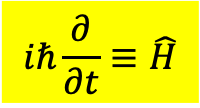 iℏ ∂/∂t ≡ Ĥ